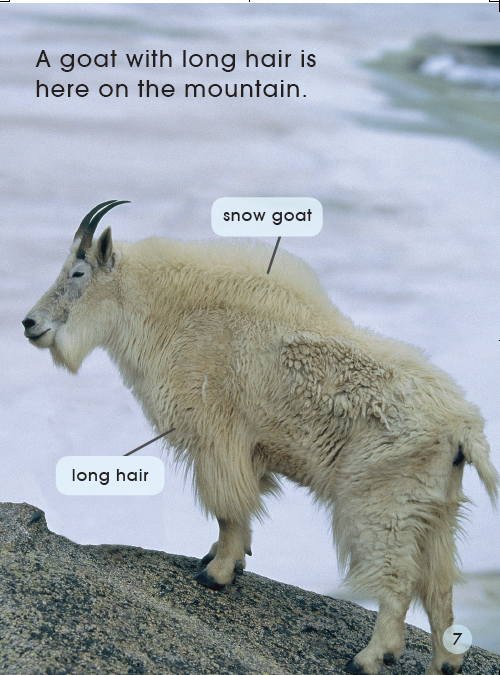 A goat with long hair is
here on the mountain.
snow goat
long hair
7